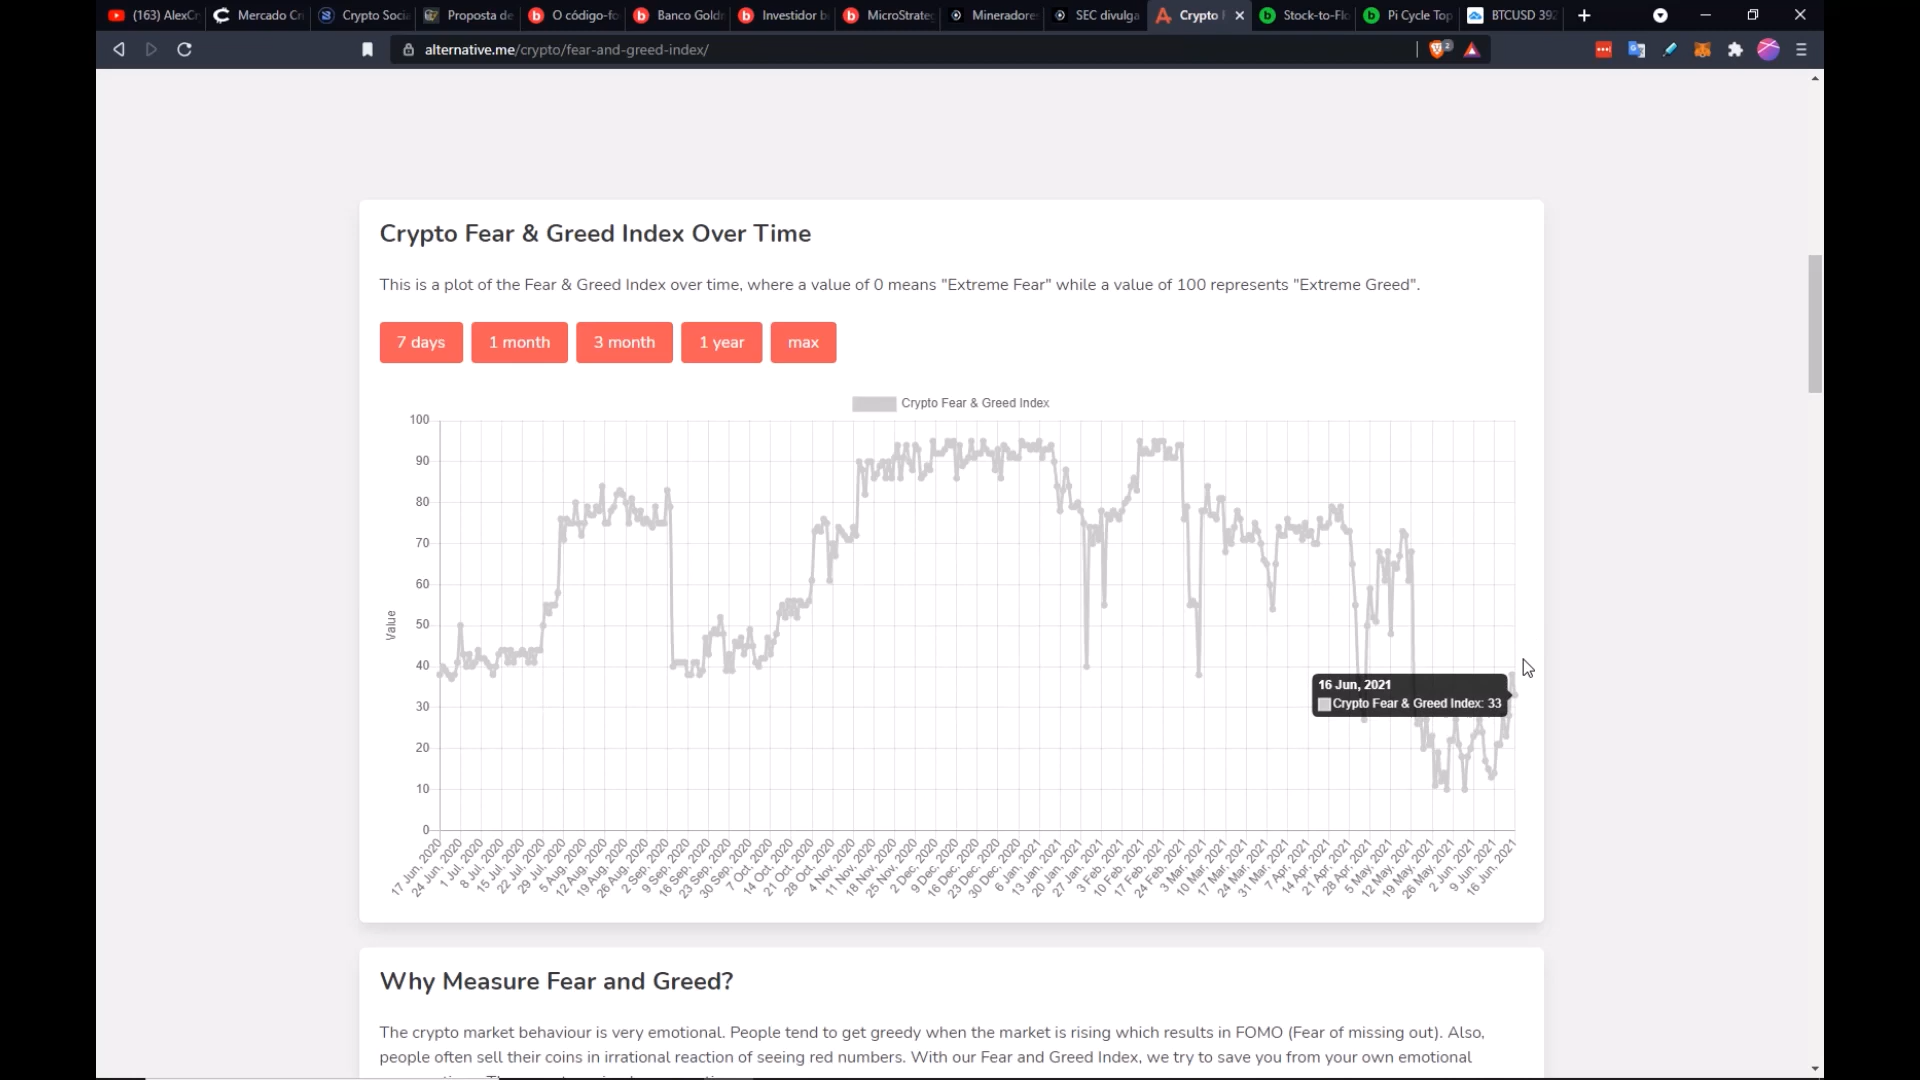 (163) AlexCr Mercado Cri Crypto Socia Proposta de O código-fo Banco Gold Investidor b MicroStrate Mineradore SEC divulga Crypto F Stock-to-Flo Pi Cycle Top BTCUSD 392
alternative.me/crypto/fear-and-greed-index/
2
Crypto Fear & Greed Index Over Time
This is a plot of the Fear & Greed Index over time, where a value of 0 means "Extreme Fear" while a value of 100 represents "Extreme Greed".
7 days 1 month 3 month 1 year max
Crypto Fear & Greed Index
100
90
80
70
60
50
40
30
20
10
0
Value
16 Jun, 2021
Crypto Fear & Greed Index: 33
17 Jun, 2020 24 Jun, 2020 1 Jul, 2020 8 Jul, 2020 15 Jul, 2020 22 Jul, 2020 29 Jul, 2020 5 Aug, 2020 12 Aug, 2020 19 Aug, 2020 26 Aug, 2020 2 Sep, 2020 9 Sep, 2020 16 Sep, 2020 23 Sep, 2020 30 Sep, 2020 7 Oct, 2020 14 Oct, 2020 21 Oct, 2020 28 Oct, 2020 4 Nov, 2020 11 Nov, 2020 18 Nov, 2020 25 Nov, 2020 2 Dec, 2020 9 Dec, 2020 16 Dec, 2020 23 Dec, 2020 30 Dec, 2020 6 Jan, 2021 13 Jan, 2021 20 Jan, 2021 27 Jan, 2021 3 Feb, 2021 10 Feb, 2021 17 Feb, 2021 24 Feb, 2021 3 Mar, 2021 10 Mar, 2021 17 Mar, 2021 24 Mar, 2021 31 Mar, 2021 7 Apr, 2021 14 Apr, 2021 21 Apr, 2021 28 Apr, 2021 5 May, 2021 12 May, 2021 19 May, 2021 26 May, 2021 2 Jun, 2021 9 Jun, 2021 16 Jun, 2021
Why Measure Fear and Greed?
The crypto market behaviour is very emotional. People tend to get greedy when the market is rising which results in FOMO (Fear of missing out). Also,
people often sell their coins in irrational reaction of seeing red numbers. With our Fear and Greed Index, we try to save you from your own emotional